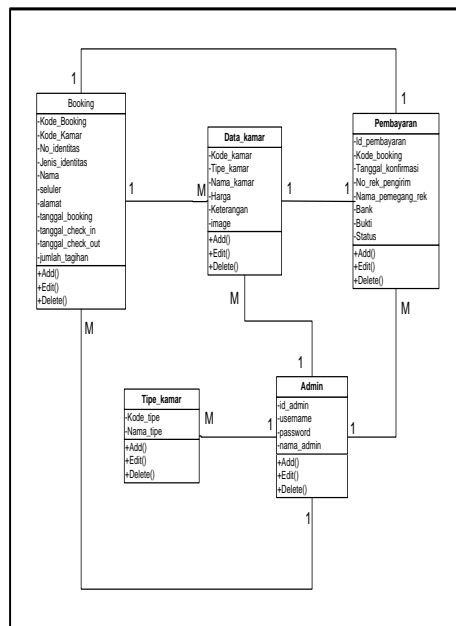 1
1
Booking
-Kode_Booking
-Kode_Kamar
-No_identitas
-Jenis_identitas
-Nama
-seluler
-alamat
-tanggal_booking
-tanggal_check_in
-tanggal_check_out
-jumlah_tagihan
+Add()
+Edit()
+Delete()
1
M
Data_kamar
-Kode_kamar
-Tipe_kamar
-Nama_kamar
-Harga
-Keterangan
-image
+Add()
+Edit()
+Delete()
1
1
Pembayaran
-Id_pembayaran
-Kode_booking
-Tanggal_konfirmasi
-No_rek_pengirim
-Nama_pemegang_rek
-Bank
-Bukti
-Status
+Add()
+Edit()
+Delete()
M
M
M
1
Tipe_kamar
-Kode_tipe
-Nama_tipe
+Add()
+Edit()
+Delete()
M
1
Admin
-id_admin
-username
-password
-nama_admin
+Add()
+Edit()
+Delete()
1
1